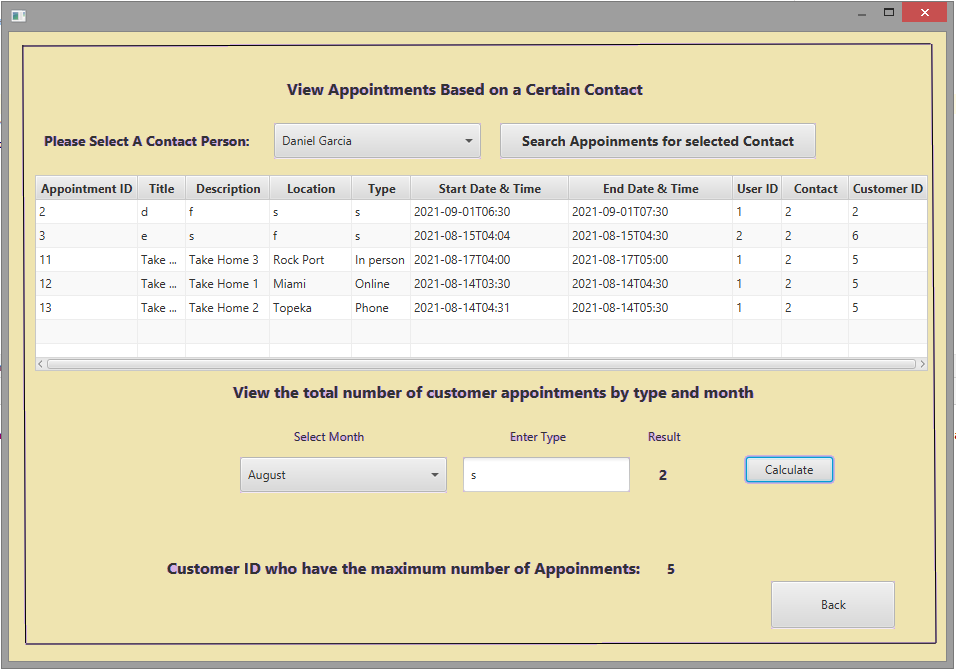 View Appointments Based on a Certain Contact
Please Select A Contact Person: Daniel Garcia Search Appoinments for selected Contact
Appointment ID Title Description Location Type Start Date & Time End Date & Time User ID Contact Customer ID
2 d f s s 2021-09-01T06:30 2021-09-01T07:30 1 2 2
3 e s f s 2021-08-15T04:04 2021-08-15T04:30 2 2 6
11 Take ... Take Home 3 Rock Port In person 2021-08-17T04:00 2021-08-17T05:00 1 2 5
12 Take ... Take Home 1 Miami Online 2021-08-14T03:30 2021-08-14T04:30 1 2 5
13 Take ... Take Home 2 Topeka Phone 2021-08-14T04:31 2021-08-14T05:30 1 2 5
View the total number of customer appointments by type and month
Select Month Enter Type Result
August s 2 Calculate
Customer ID who have the maximum number of Appoinments: 5
Back